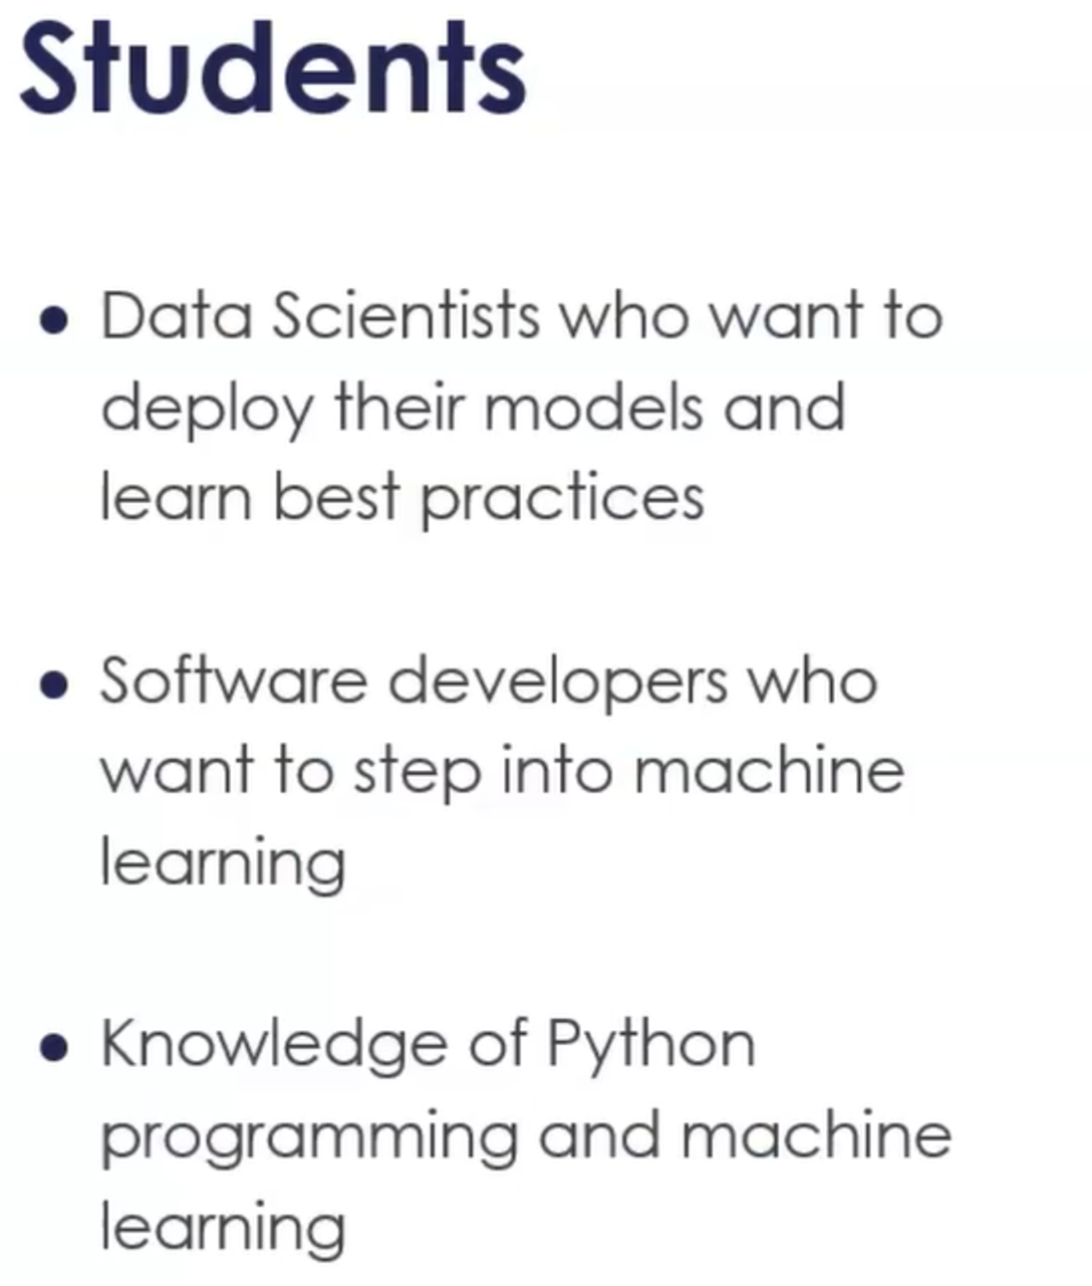 Students
• Data Scientists who want to
deploy their models and
learn best practices
• Software developers who
want to step into machine
learning
• Knowledge of Python
programming and machine
learning